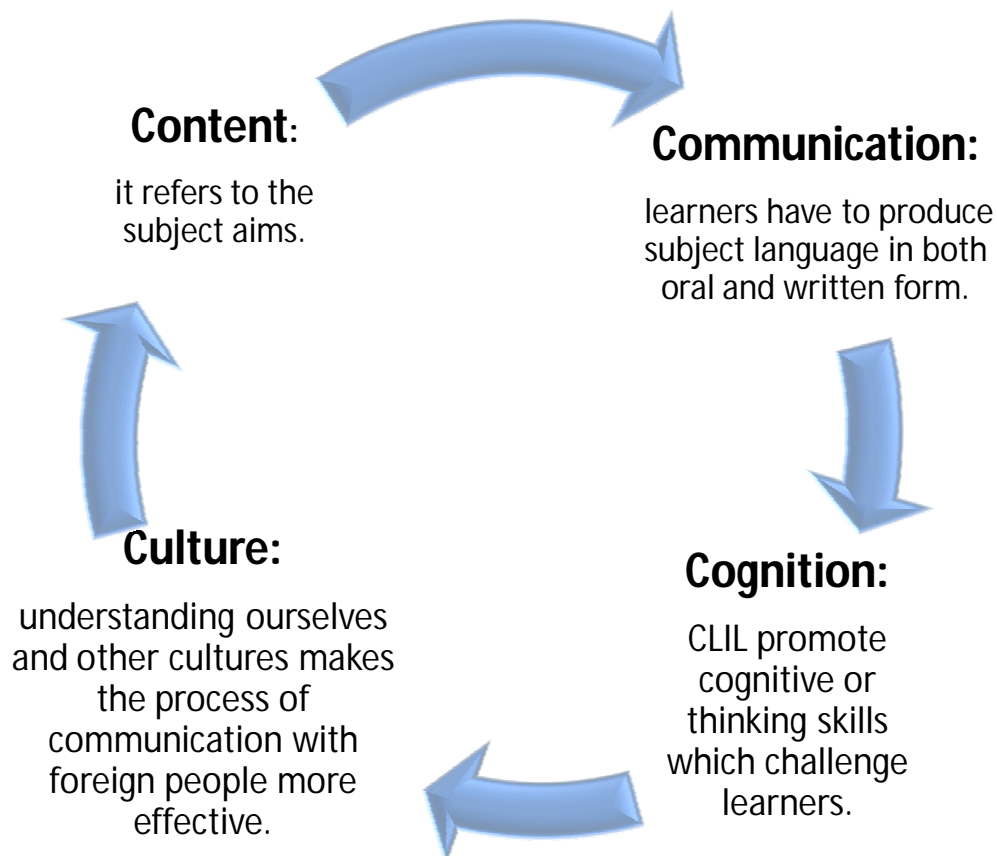 Content:
it refers to the
subject aims.
Communication:
learners have to produce
subject language in both
oral and written form.
Cognition:
CLIL promote
cognitive or
thinking skills
which challenge
learners.
Culture:
understanding ourselves
and other cultures makes
the process of
communication with
foreign people more
effective.